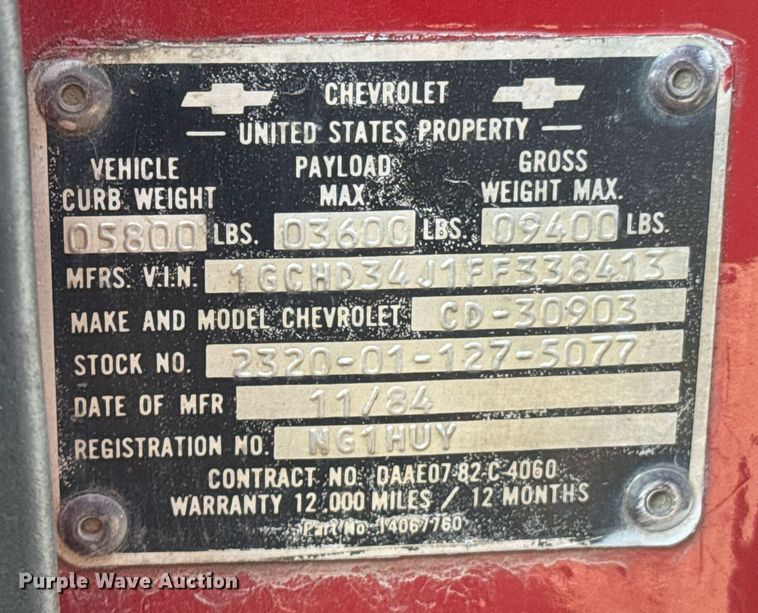 CHEVROLET
— UNITED STATES PROPERTY —
VEHICLE CURB WEIGHT 05800 LBS.
PAYLOAD MAX 03600 LBS.
GROSS WEIGHT MAX. 09400 LBS.
MFRS. V.I.N. 1GCHD34J1FF338413
MAKE AND MODEL CHEVROLET CD-30903
STOCK NO. 2320-01-127-5077
DATE OF MFR 11/84
REGISTRATION NO. NG1HUY
CONTRACT NO. DAAE07-82-C-4060
WARRANTY 12,000 MILES / 12 MONTHS
Part No. 14067760
Purple Wave Auction